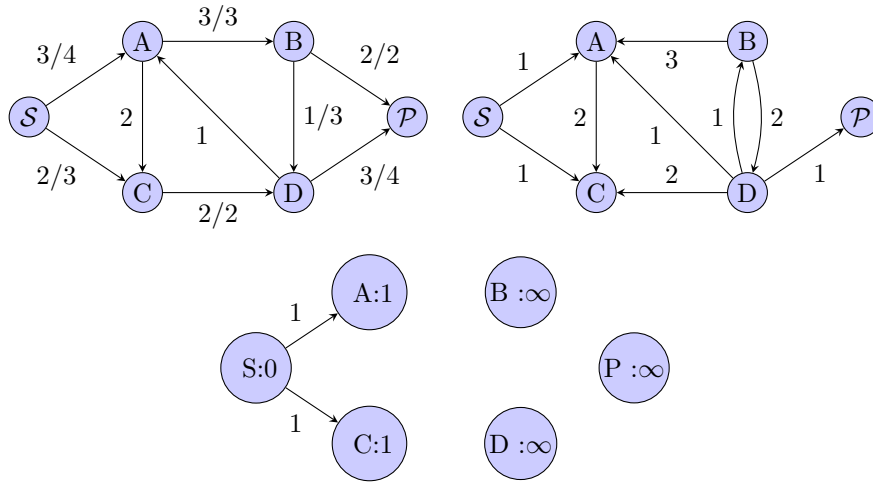 3/3
A
B
3/4
2/2
𝒮
2
1
1/3
𝒫
2/3
3/4
C
D
2/2
A
B
1
3
𝒮
2
1
1
2
𝒫
1
1
C
2
D
A:1
B :∞
1
S:0
P :∞
1
C:1
D :∞